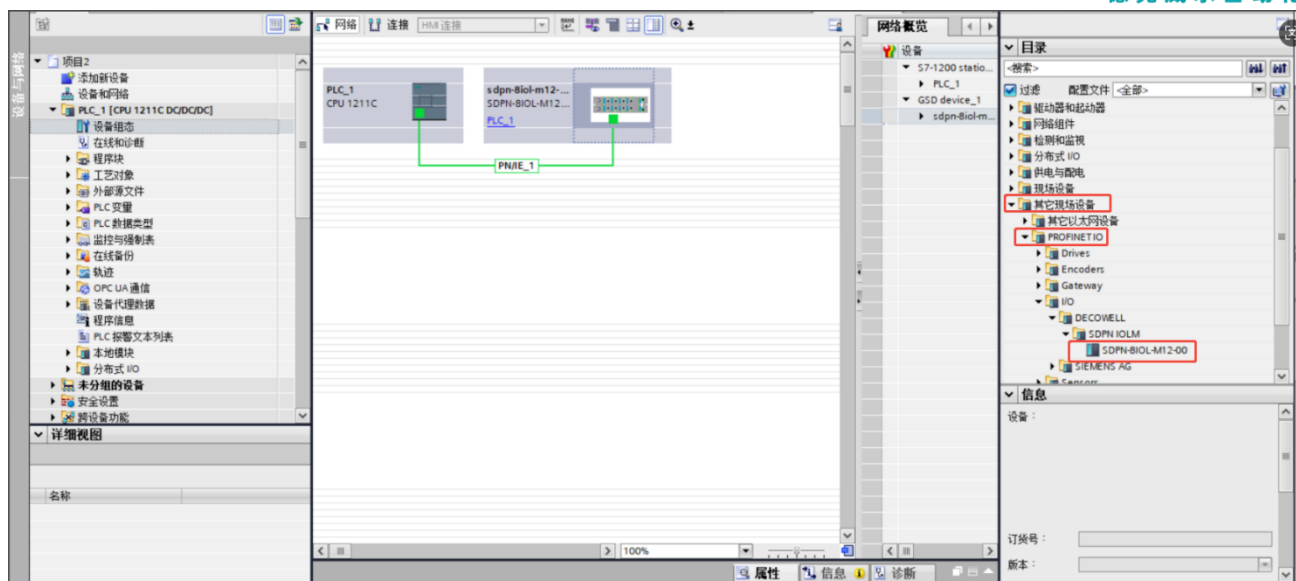 网络
连接
HMI 连接
网络概览
设备与网络
项目2
添加新设备
设备和网络
PLC_1 [CPU 1211C DC/DC/DC]
设备组态
在线和诊断
程序块
工艺对象
外部源文件
PLC 变量
PLC 数据类型
监控与强制表
在线备份
轨迹
OPC UA 通信
设备代理数据
程序信息
PLC 报警文本列表
本地模块
分布式 I/O
未分组的设备
安全设置
跨设备功能
详细视图
名称
PLC_1
CPU 1211C
sdpn-8iol-m12-...
SDPN-8IOL-M12...
PLC_1
PN/IE_1
100%
设备
S7-1200 statio...
PLC_1
GSD device_1
sdpn-8iol-m...
目录
<搜索>
过滤
配置文件
<全部>
驱动器和起动器
网络组件
检测和监视
分布式 I/O
供电与配电
现场设备
其它现场设备
其它以太网设备
PROFINET IO
Drives
Encoders
Gateway
I/O
DECOWELL
SDPN IOLM
SDPN-8IOL-M12-00
SIEMENS AG
Sensors
信息
设备：
订货号：
版本：
属性
信息
诊断